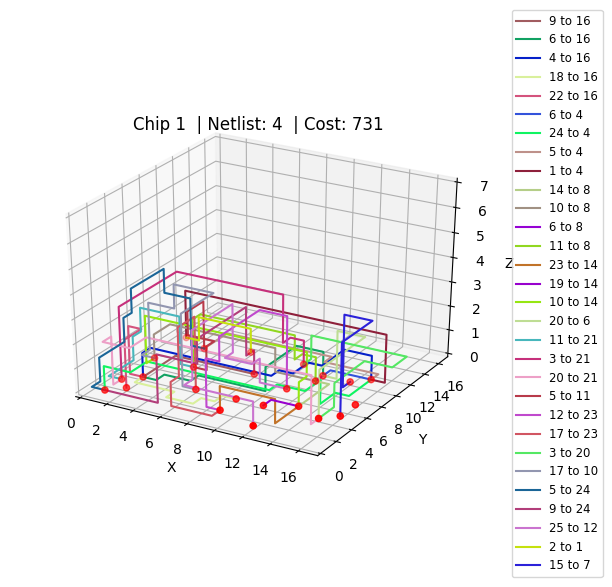 Chip 1 | Netlist: 4 | Cost: 731
9 to 16
6 to 16
4 to 16
18 to 16
22 to 16
6 to 4
24 to 4
5 to 4
1 to 4
14 to 8
10 to 8
6 to 8
11 to 8
23 to 14
19 to 14
10 to 14
20 to 6
11 to 21
3 to 21
20 to 21
5 to 11
12 to 23
17 to 23
3 to 20
17 to 10
5 to 24
9 to 24
25 to 12
2 to 1
15 to 7
7
6
5
4
3
2
1
0
Z
0 2 4 6 8 10 12 14 16
X
0 2 4 6 8 10 12 14 16
Y